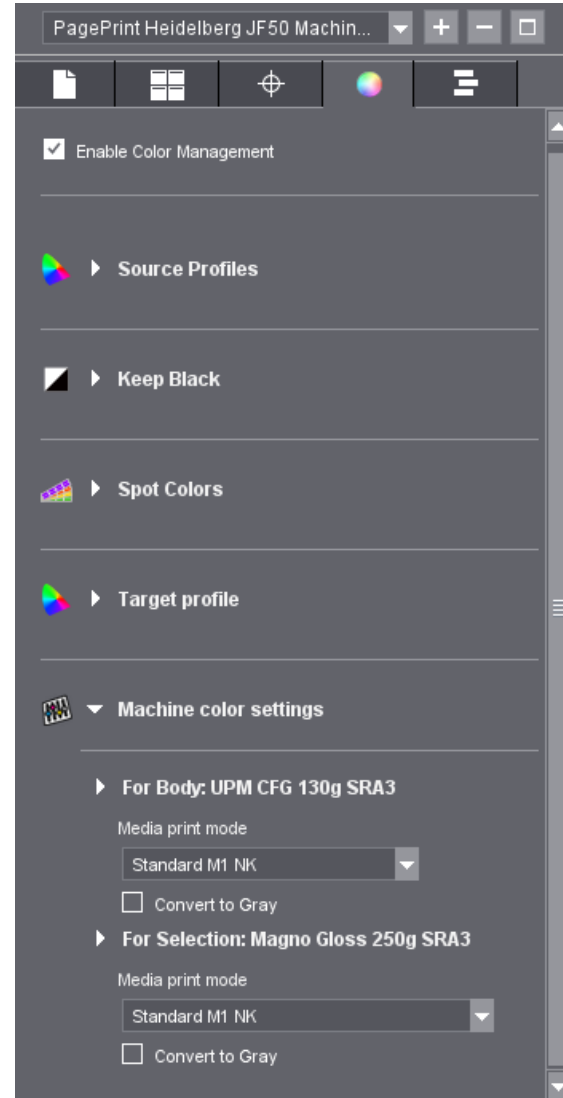 PagePrint Heidelberg JF50 Machin...
Enable Color Management
Source Profiles
Keep Black
Spot Colors
Target profile
Machine color settings
For Body: UPM CFG 130g SRA3
Media print mode
Standard M1 NK
Convert to Gray
For Selection: Magno Gloss 250g SRA3
Media print mode
Standard M1 NK
Convert to Gray